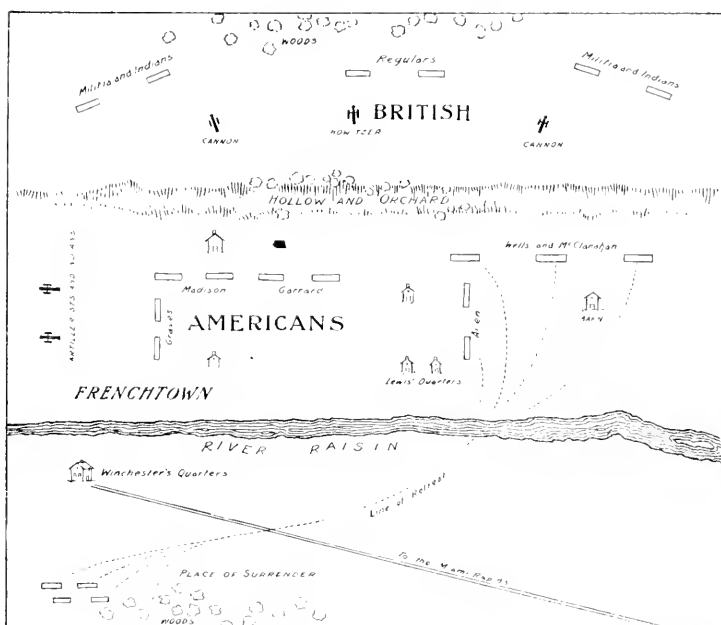 WOODS
Regulars
Militia and Indians
Militia and Indians
BRITISH
CANNON
HOWTZER
CANNON
HOLLOW AND ORCHARD
Wells and McClanahan
Madison
Garrard
Graves
AMERICANS
BARN
Lewis' Quarters
FRENCHTOWN
RIVER RAISIN
Winchester's Quarters
Line of Retreat
To the Miami Rapids
PLACE OF SURRENDER
WOODS